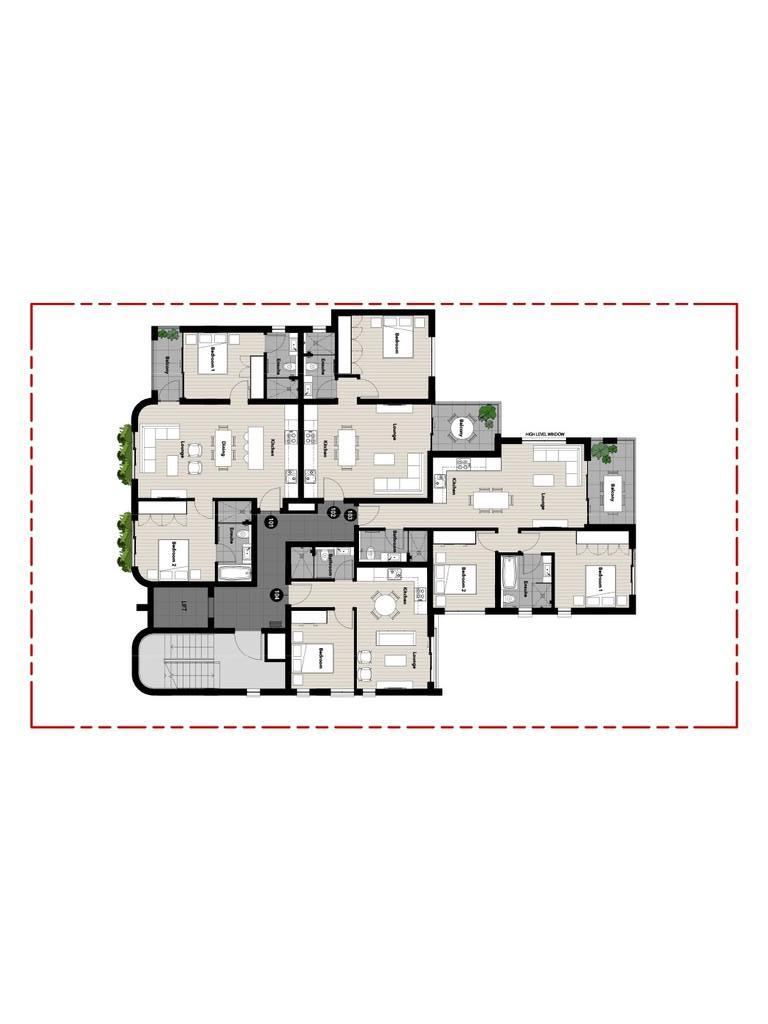 Bedroom
Bedroom 1
Ensuite
Ensuite
Balcony
Lounge
Dining
Kitchen
Kitchen
Lounge
Balcony
HIGH LEVEL WINDOW
Kitchen
Lounge
Balcony
101
102
103
Bedroom 2
Ensuite
Bathroom
Bathroom
Bedroom 2
Ensuite
Bedroom 1
LIFT
104
Kitchen
Bedroom
Lounge